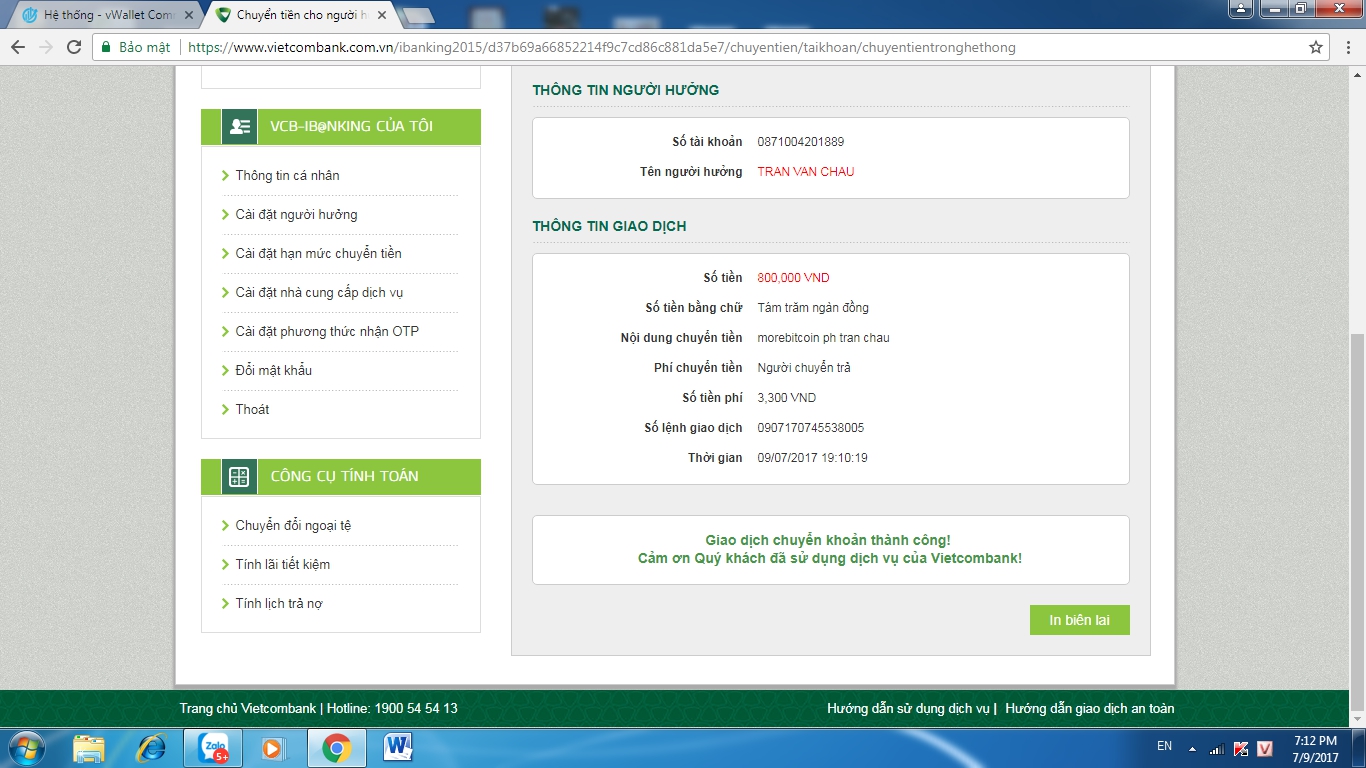 Hệ thống - vWallet Com
Chuyển tiền cho người h
Bảo mật
https://www.vietcombank.com.vn/ibanking2015/d37b69a66852214f9c7cd86c881da5e7/chuyentien/taikhoan/chuyentientronghethong
VCB-IB@NKING CỦA TÔI
Thông tin cá nhân
Cài đặt người hưởng
Cài đặt hạn mức chuyển tiền
Cài đặt nhà cung cấp dịch vụ
Cài đặt phương thức nhận OTP
Đổi mật khẩu
Thoát
CÔNG CỤ TÍNH TOÁN
Chuyển đổi ngoại tệ
Tính lãi tiết kiệm
Tính lịch trả nợ
THÔNG TIN NGƯỜI HƯỞNG
Số tài khoản 0871004201889
Tên người hưởng TRAN VAN CHAU
THÔNG TIN GIAO DỊCH
Số tiền 800,000 VND
Số tiền bằng chữ Tám trăm ngàn đồng
Nội dung chuyển tiền morebitcoin ph tran chau
Phí chuyển tiền Người chuyển trả
Số tiền phí 3,300 VND
Số lệnh giao dịch 0907170745538005
Thời gian 09/07/2017 19:10:19
Giao dịch chuyển khoản thành công!
Cảm ơn Quý khách đã sử dụng dịch vụ của Vietcombank!
In biên lai
Trang chủ Vietcombank | Hotline: 1900 54 54 13
Hướng dẫn sử dụng dịch vụ | Hướng dẫn giao dịch an toàn
Zalo
5+
W
EN
K
V
7:12 PM
7/9/2017